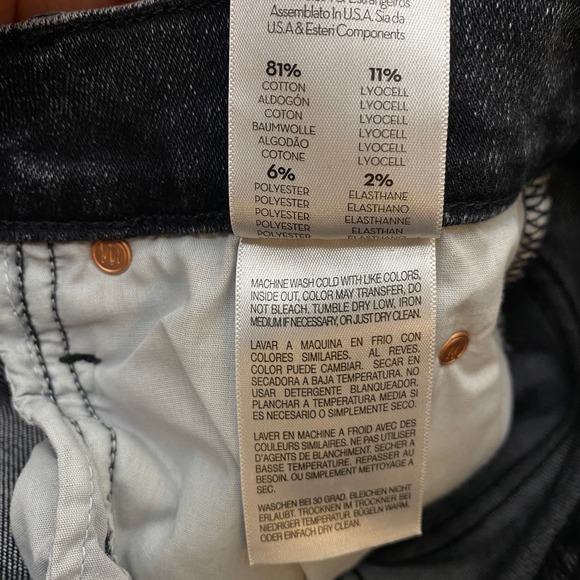 Assemblato In U.S.A. Sia da
U.S.A & Esteri Components
81%
COTTON
ALDOGÓN
COTON
BAUMWOLLE
ALGODÃO
COTONE
11%
LYOCELL
LYOCELL
LYOCELL
LYOCELL
LYOCELL
LYOCELL
6%
POLYESTER
POLYESTER
POLYESTER
POLYESTER
2%
ELASTHANE
ELASTHANO
ELASTHANNE
ELASTHAN
MACHINE WASH COLD WITH LIKE COLORS,
INSIDE OUT, COLOR MAY TRANSFER, DO
NOT BLEACH. TUMBLE DRY LOW, IRON
MEDIUM IF NECESSARY, OR JUST DRY CLEAN.
LAVAR A MAQUINA EN FRIO CON
COLORES SIMILARES. AL REVES,
COLOR PUEDE CAMBIAR. SECAR EN
SECADORA A BAJA TEMPERATURA. NO
USAR DETERGENTE BLANQUEADOR,
PLANCHAR A TEMPERATURA MEDIA SI
ES NECESARIO O SIMPLEMENTE SECO.
LAVER EN MACHINE A FROID AVEC DES
COULEURS SIMILAIRES. NE PAS UTILISER
D'AGENTS DE BLANCHIMENT. SECHER A
BASSE TEMPERATURE. REPASSER AU
BESOIN. OU SIMPLEMENT METTOYAGE A
SEC.
WASCHEN BEI 30 GRAD. BLEICHEN NICHT
ERLAUBT. TROCKNEN IM TROCKNER BEI
NIEDRIGER TEMPERATUR. BÜGELN WARM
ODER EINFACH DRY CLEAN.